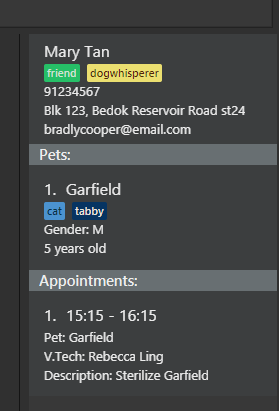 Mary Tan
friend dogwhisperer
91234567
Blk 123, Bedok Reservoir Road st24
bradlycooper@email.com
Pets:
1. Garfield
cat tabby
Gender: M
5 years old
Appointments:
1. 15:15 - 16:15
Pet: Garfield
V.Tech: Rebecca Ling
Description: Sterilize Garfield